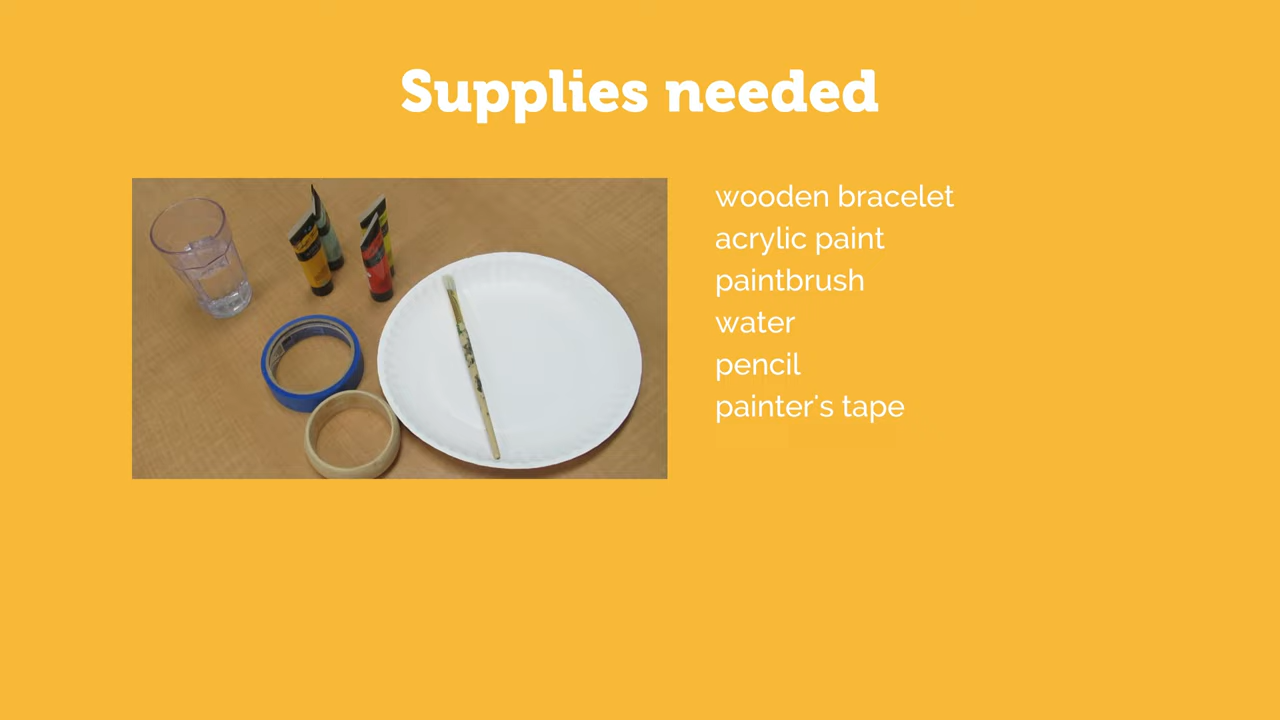 Supplies needed
wooden bracelet
acrylic paint
paintbrush
water
pencil
painter's tape